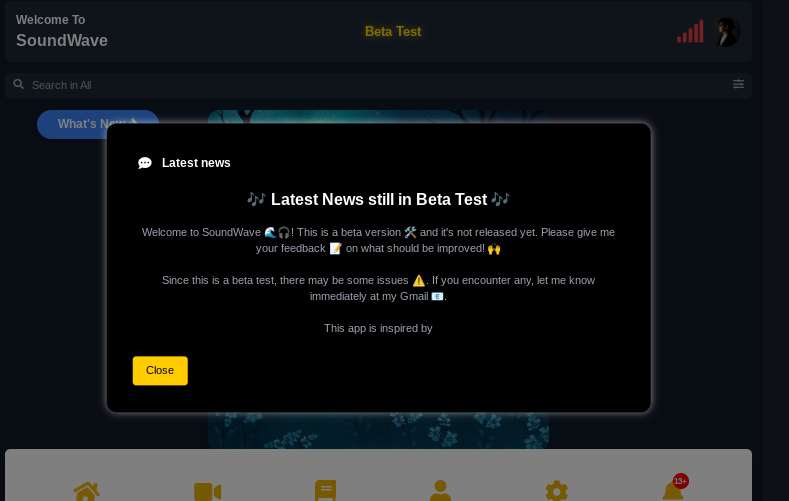 Welcome To
SoundWave
Beta Test
Search in All
What's New
Latest news
🎶 Latest News still in Beta Test 🎶
Welcome to SoundWave 🌊🎧! This is a beta version 🛠️ and it's not released yet. Please give me
your feedback 📝 on what should be improved! 🙌
Since this is a beta test, there may be some issues ⚠️. If you encounter any, let me know
immediately at my Gmail 📧.
This app is inspired by
Close
13+